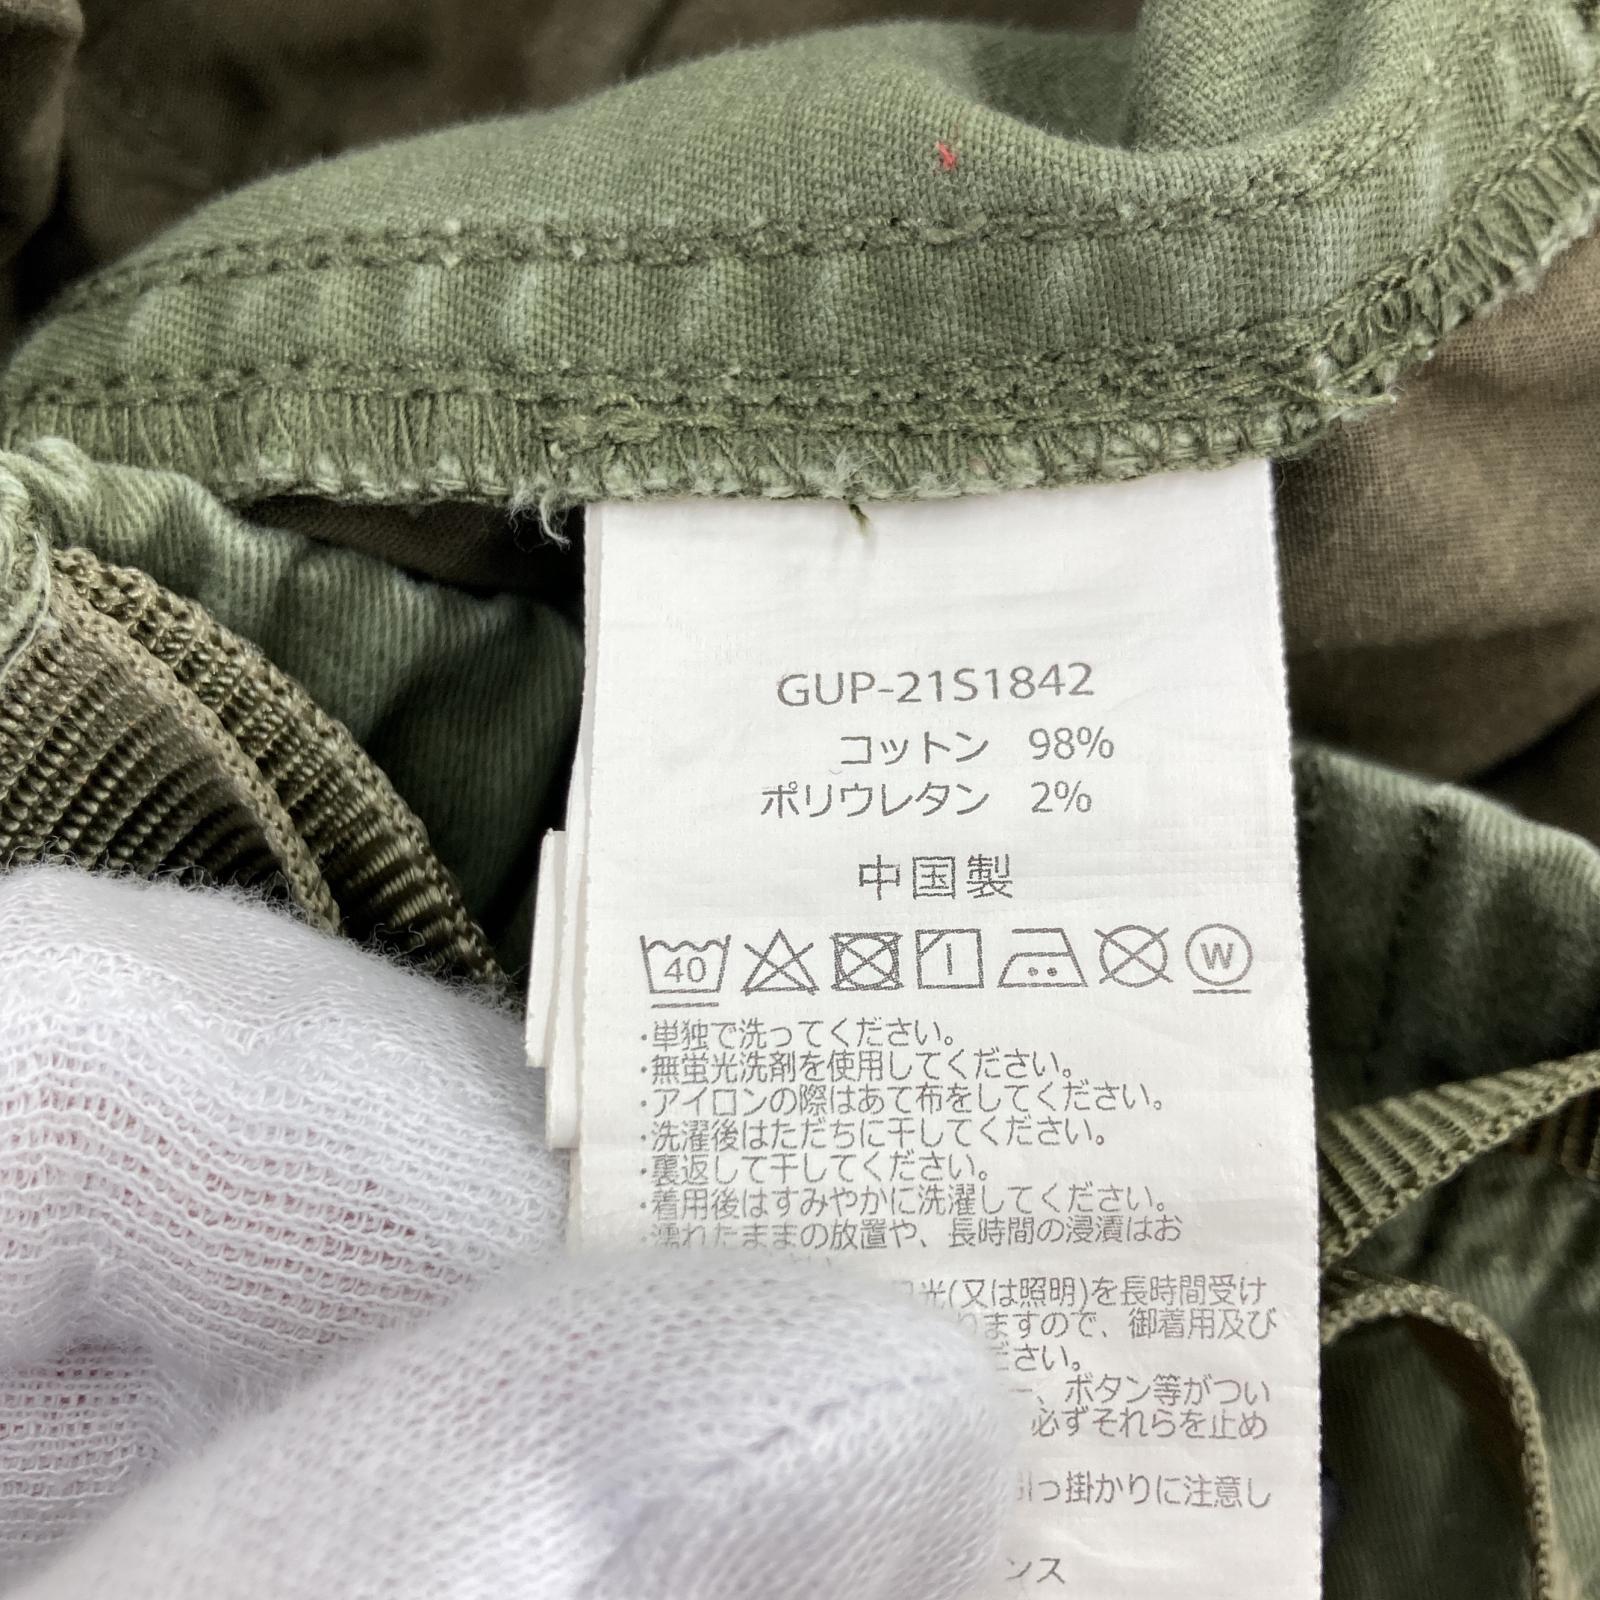 GUP-21S1842
コットン 98%
ポリウレタン 2%
中国製
40
W
・単独で洗ってください。
・無蛍光洗剤を使用してください。
・アイロンの際はあて布をしてください。
・洗濯後はただちに干してください。
・裏返して干してください。
・着用後はすみやかに洗濯してください。
・濡れたままの放置や、長時間の浸漬はお
光(又は照明)を長時間受け
りますので、御着用及び
ださい。
、ボタン等がつい
必ずそれらを止め
引っ掛かりに注意し
ンス